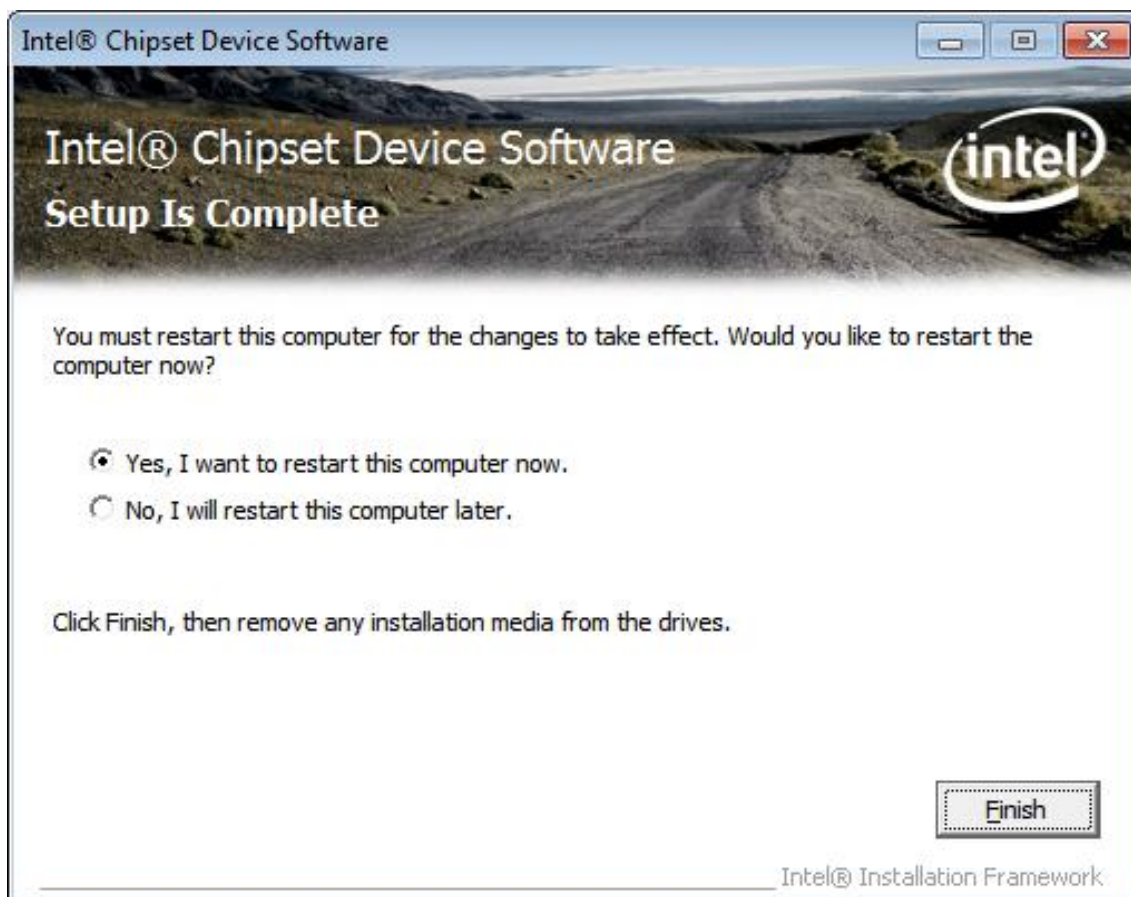 Intel® Chipset Device Software
Intel® Chipset Device Software
intel
Setup Is Complete
You must restart this computer for the changes to take effect. Would you like to restart the
computer now?
Yes, I want to restart this computer now.
No, I will restart this computer later.
Click Finish, then remove any installation media from the drives.
Finish
Intel® Installation Framework